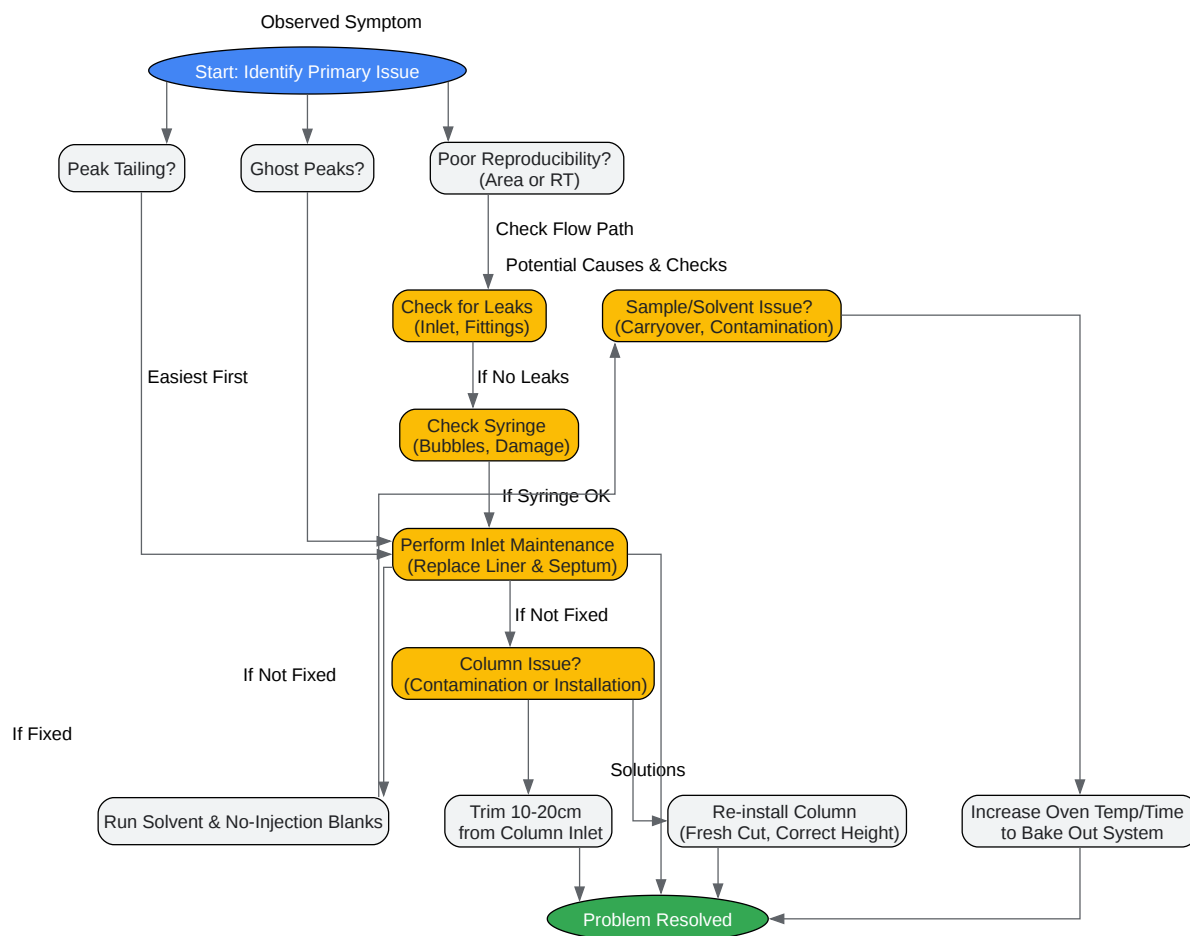 Observed Symptom
Start: Identify Primary Issue
Peak Tailing?
Ghost Peaks?
Poor Reproducibility?
(Area or RT)
Check Flow Path
Potential Causes & Checks
Check for Leaks
(Inlet, Fittings)
Sample/Solvent Issue?
(Carryover, Contamination)
Easiest First
If No Leaks
Check Syringe
(Bubbles, Damage)
If Syringe OK
Perform Inlet Maintenance
(Replace Liner & Septum)
If Not Fixed
Column Issue?
(Contamination or Installation)
If Not Fixed
If Fixed
Solutions
Run Solvent & No-Injection Blanks
Trim 10-20cm
from Column Inlet
Re-install Column
(Fresh Cut, Correct Height)
Increase Oven Temp/Time
to Bake Out System
Problem Resolved